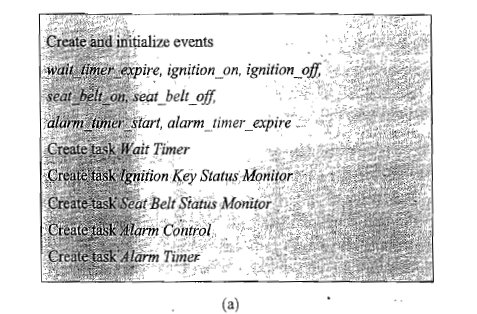 Create and initialize events
wait_timer_expire, ignition_on, ignition_off,
seat_belt_on, seat_belt_off,
alarm_timer_start, alarm_timer_expire
Create task Wait Timer
Create task Ignition Key Status Monitor
Create task Seat Belt Status Monitor
Create task Alarm Control
Create task Alarm Timer
(a)